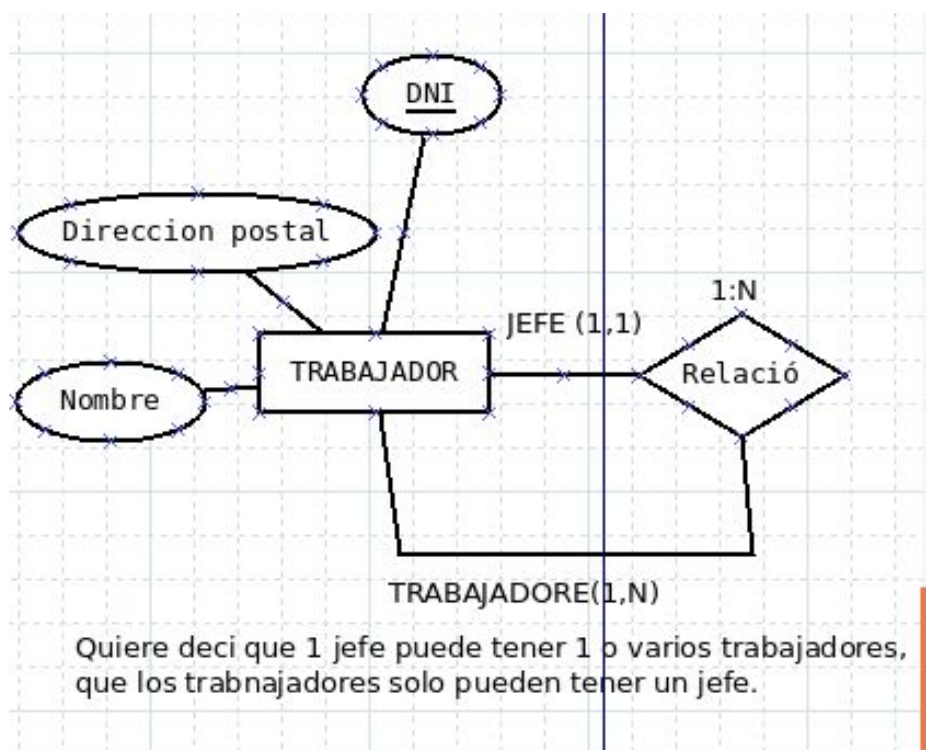 DNI
Direccion postal
1:N
JEFE (1,1)
TRABAJADOR
Relació
Nombre
TRABAJADORE(1,N)
Quiere deci que 1 jefe puede tener 1 o varios trabajadores,
que los trabnajadores solo pueden tener un jefe.